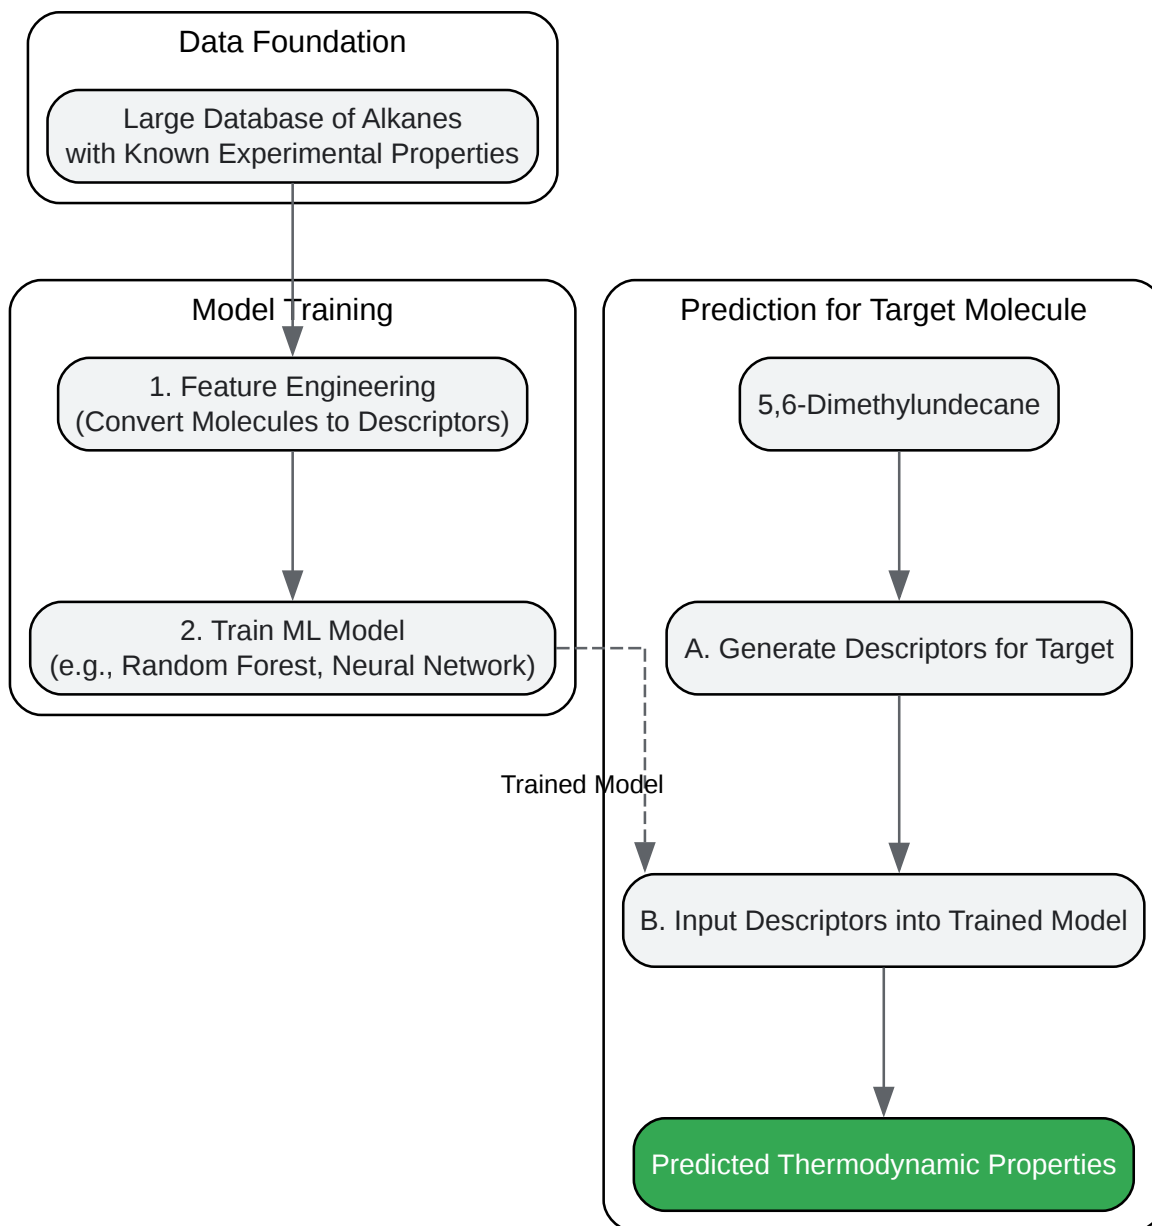 Data Foundation
Large Database of Alkanes
with Known Experimental Properties
Model Training
1. Feature Engineering
(Convert Molecules to Descriptors)
2. Train ML Model
(e.g., Random Forest, Neural Network)
Trained Model
Prediction for Target Molecule
5,6-Dimethylundecane
A. Generate Descriptors for Target
B. Input Descriptors into Trained Model
Predicted Thermodynamic Properties